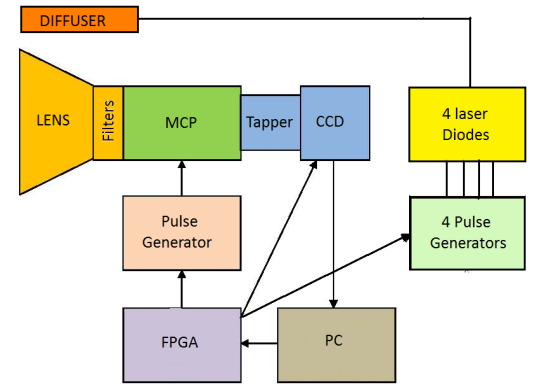 DIFFUSER
LENS
Filters
MCP
Tapper
CCD
4 laser
Diodes
Pulse
Generator
4 Pulse
Generators
FPGA
PC